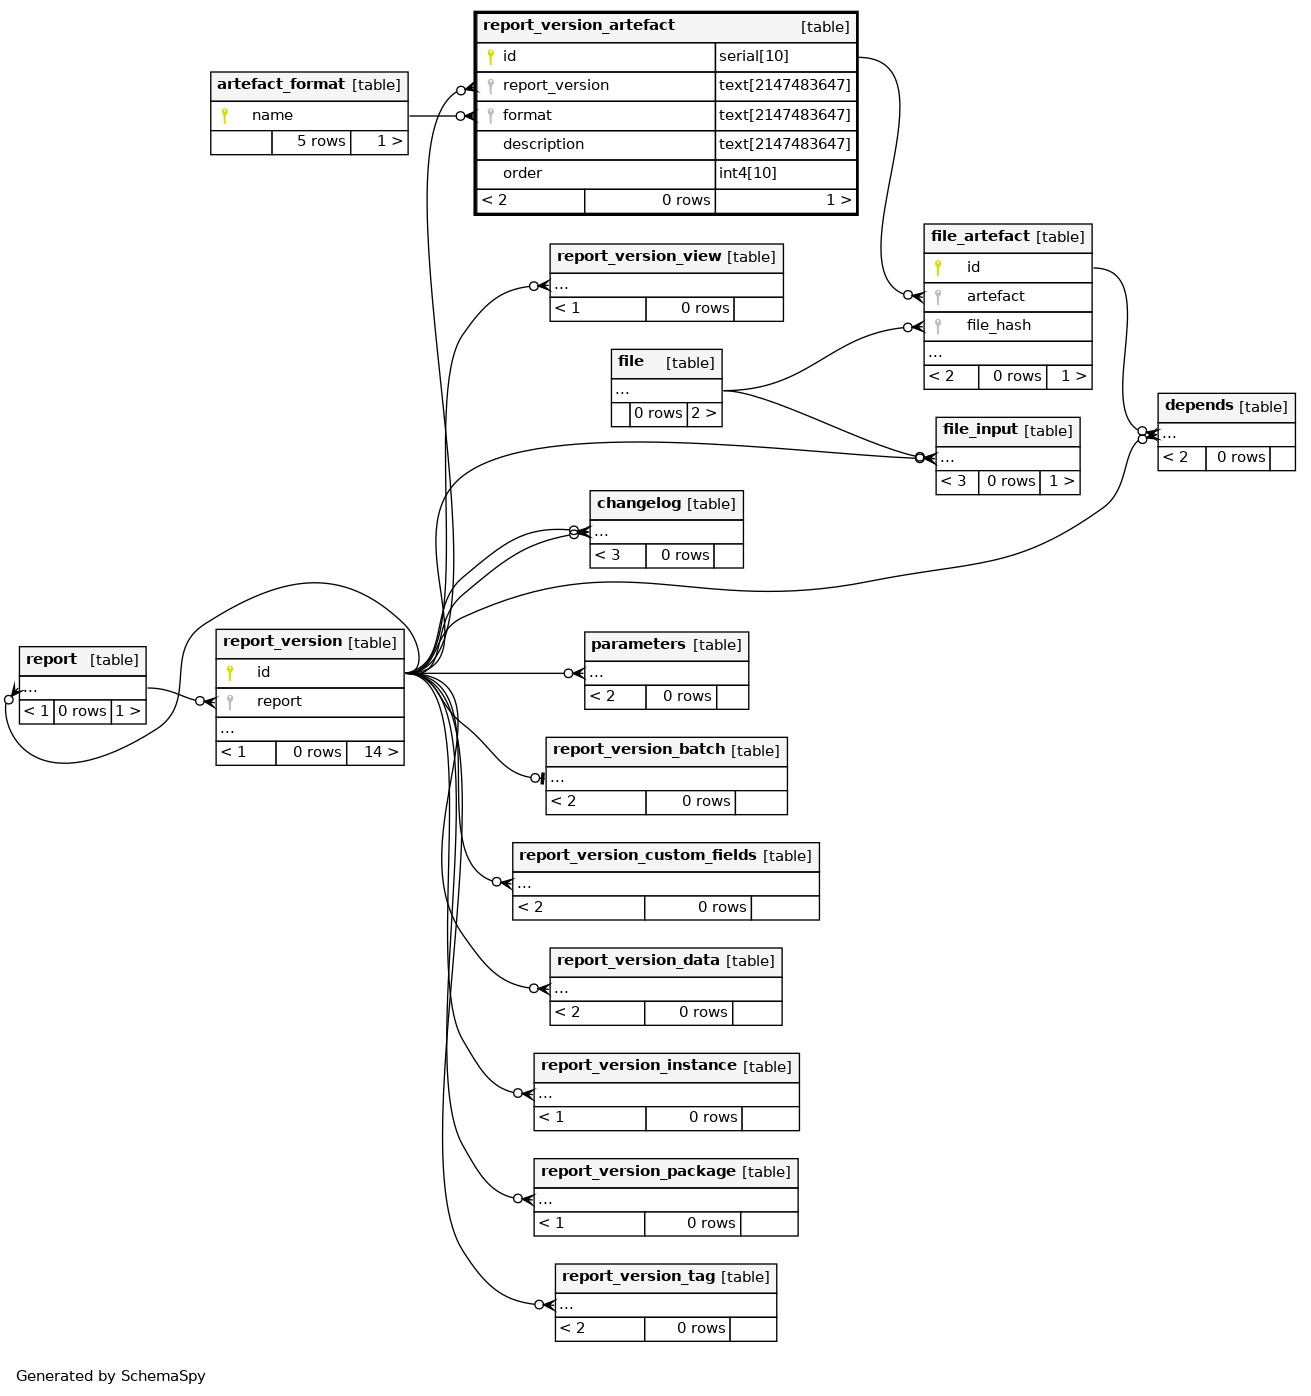 report_version_artefact [table]
id serial[10]
report_version text[2147483647]
format text[2147483647]
description text[2147483647]
order int4[10]
< 2 0 rows 1 >
artefact_format [table]
name
5 rows 1 >
report_version_view [table]
...
< 1 0 rows
file_artefact [table]
id
artefact
file_hash
...
< 2 0 rows 1 >
file [table]
...
0 rows 2 >
depends [table]
...
< 2 0 rows
file_input [table]
...
< 3 0 rows 1 >
changelog [table]
...
< 3 0 rows
report [table]
...
< 1 0 rows 1 >
report_version [table]
id
report
...
< 1 0 rows 14 >
parameters [table]
...
< 2 0 rows
report_version_batch [table]
...
< 2 0 rows
report_version_custom_fields [table]
...
< 2 0 rows
report_version_data [table]
...
< 2 0 rows
report_version_instance [table]
...
< 1 0 rows
report_version_package [table]
...
< 1 0 rows
report_version_tag [table]
...
< 2 0 rows
Generated by SchemaSpy